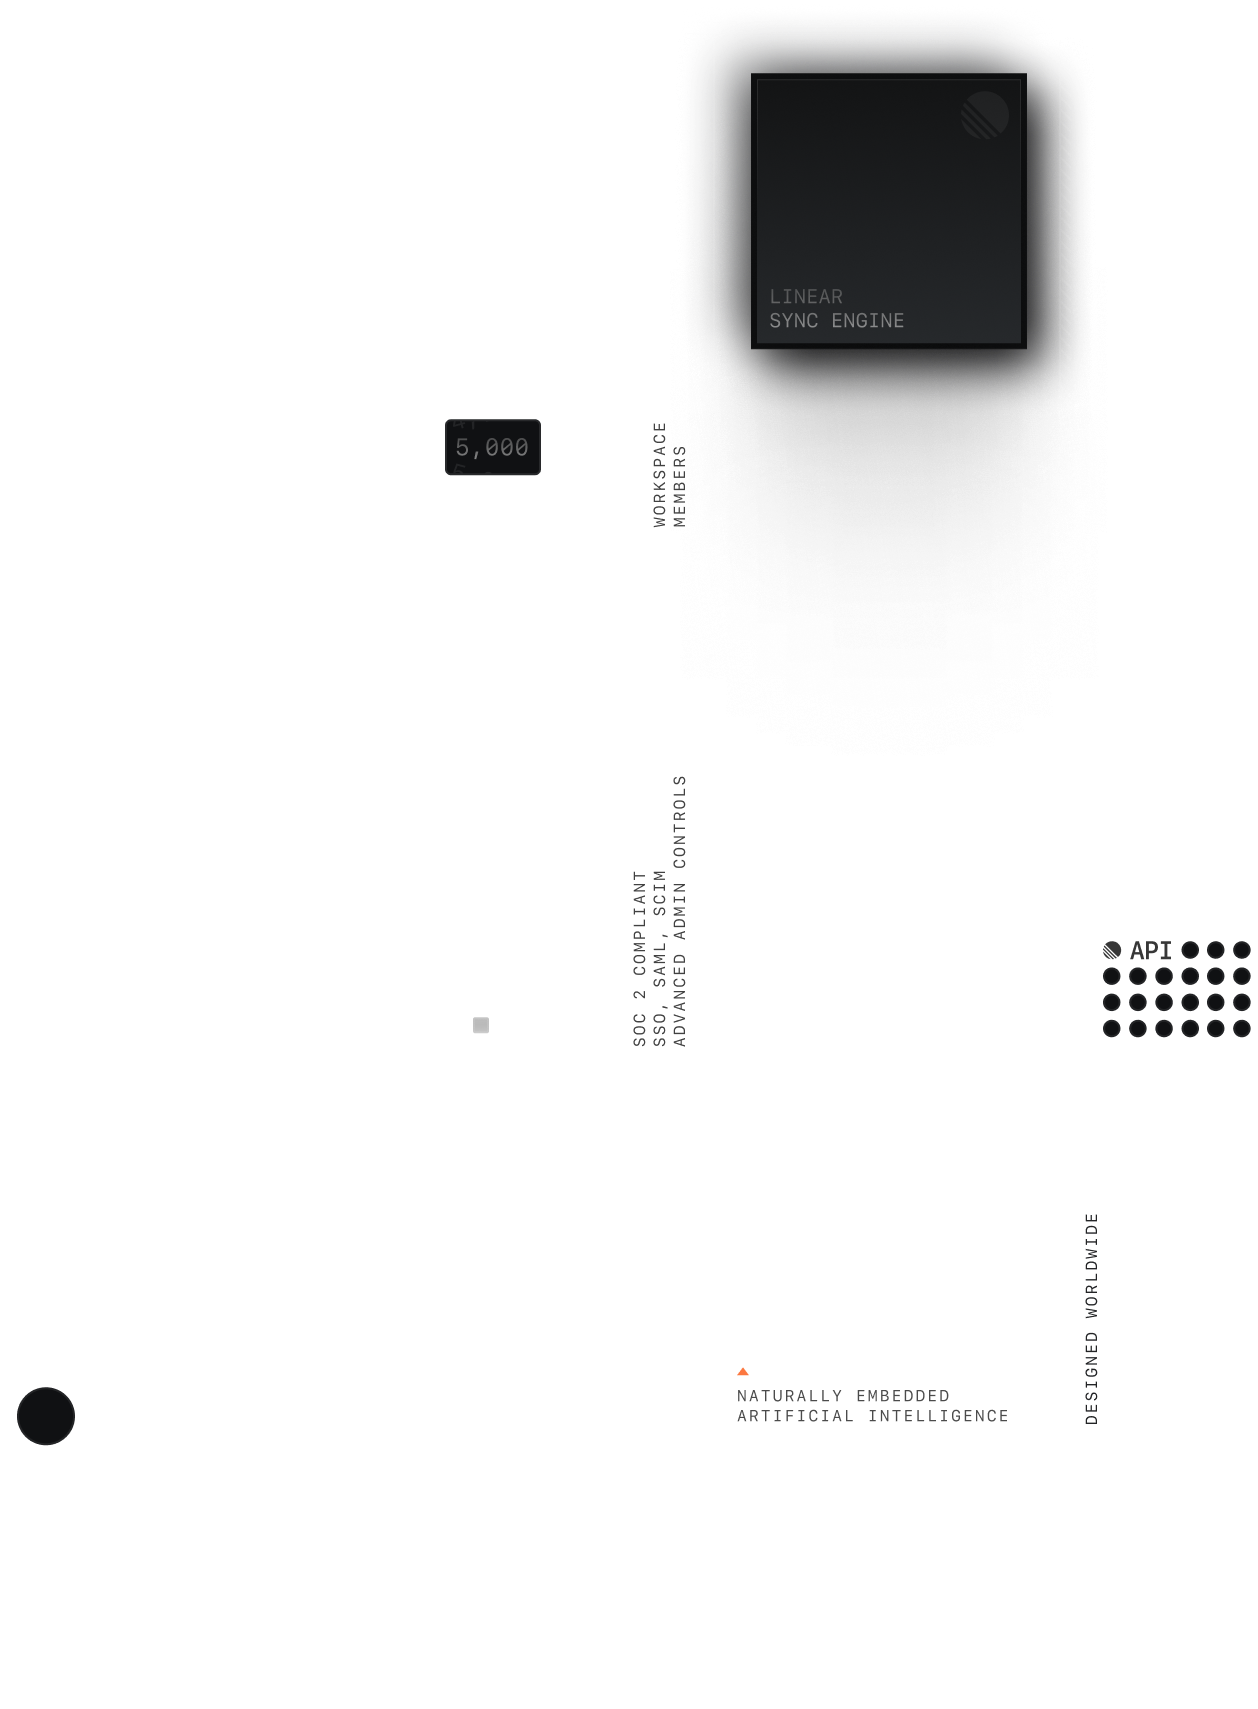 LINEAR
SYNC ENGINE
5,000
WORKSPACE
MEMBERS
SOC 2 COMPLIANT
SSO, SAML, SCIM
ADVANCED ADMIN CONTROLS
API
DESIGNED WORLDWIDE
NATURALLY EMBEDDED
ARTIFICIAL INTELLIGENCE